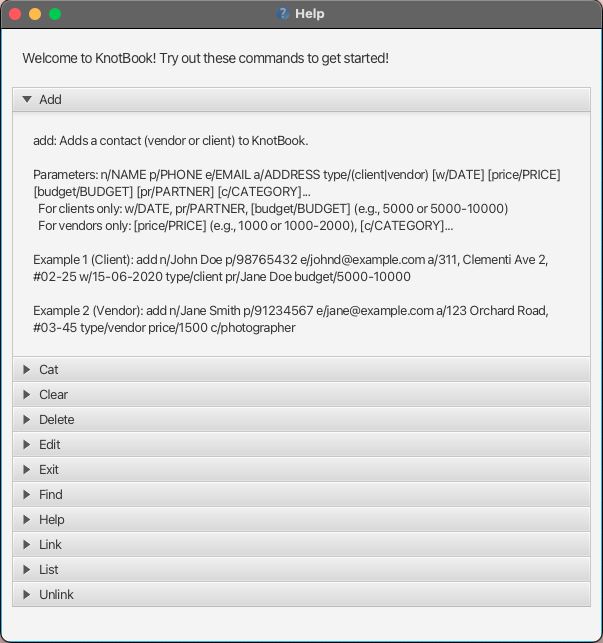 Help
Welcome to KnotBook! Try out these commands to get started!
Add
add: Adds a contact (vendor or client) to KnotBook.
Parameters: n/NAME p/PHONE e/EMAIL a/ADDRESS type/(client|vendor) [w/DATE] [price/PRICE]
[budget/BUDGET] [pr/PARTNER] [c/CATEGORY]...
For clients only: w/DATE, pr/PARTNER, [budget/BUDGET] (e.g., 5000 or 5000-10000)
For vendors only: [price/PRICE] (e.g., 1000 or 1000-2000), [c/CATEGORY]...
Example 1 (Client): add n/John Doe p/98765432 e/johnd@example.com a/311, Clementi Ave 2,
#02-25 w/15-06-2020 type/client pr/Jane Doe budget/5000-10000
Example 2 (Vendor): add n/Jane Smith p/91234567 e/jane@example.com a/123 Orchard Road,
#03-45 type/vendor price/1500 c/photographer
Cat
Clear
Delete
Edit
Exit
Find
Help
Link
List
Unlink